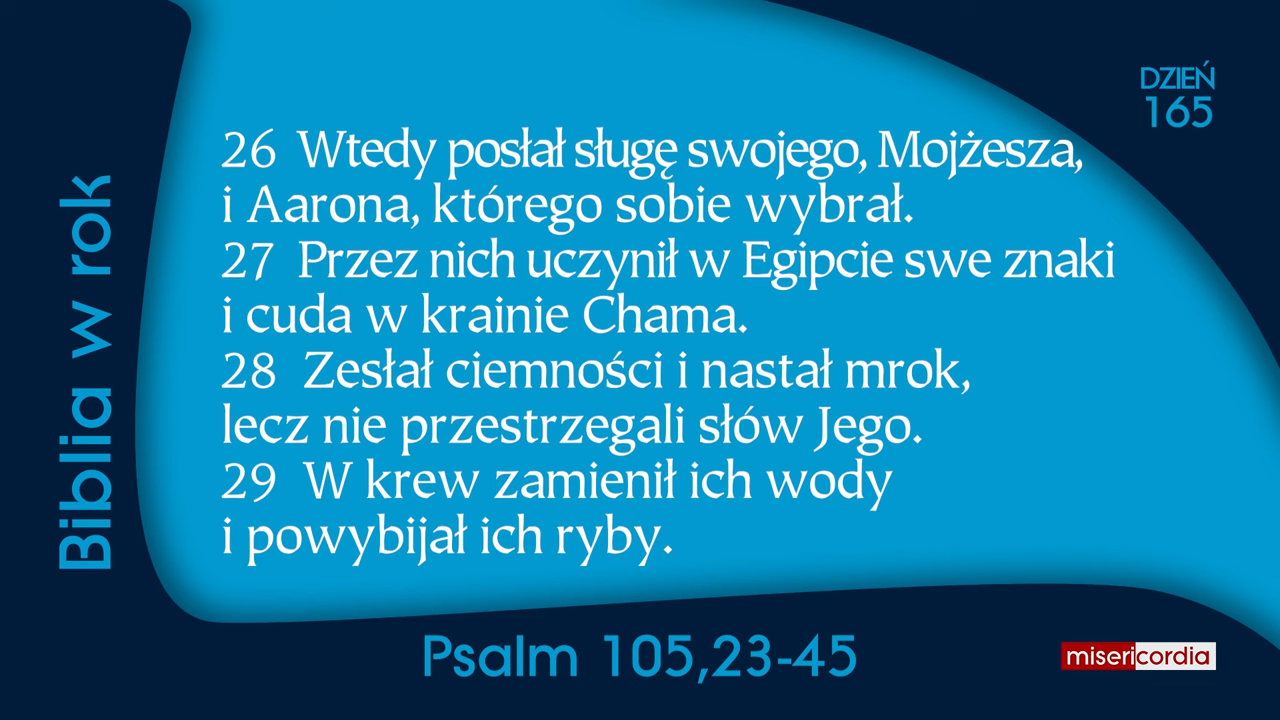 DZIEŃ
165
26 Wtedy posłał sługę swojego, Mojżesza,
i Aarona, którego sobie wybrał.
27 Przez nich uczynił w Egipcie swe znaki
i cuda w krainie Chama.
28 Zesłał ciemności i nastał mrok,
lecz nie przestrzegali słów Jego.
29 W krew zamienił ich wody
i powybijał ich ryby.
Biblia w rok
Psalm 105,23-45
misericordia